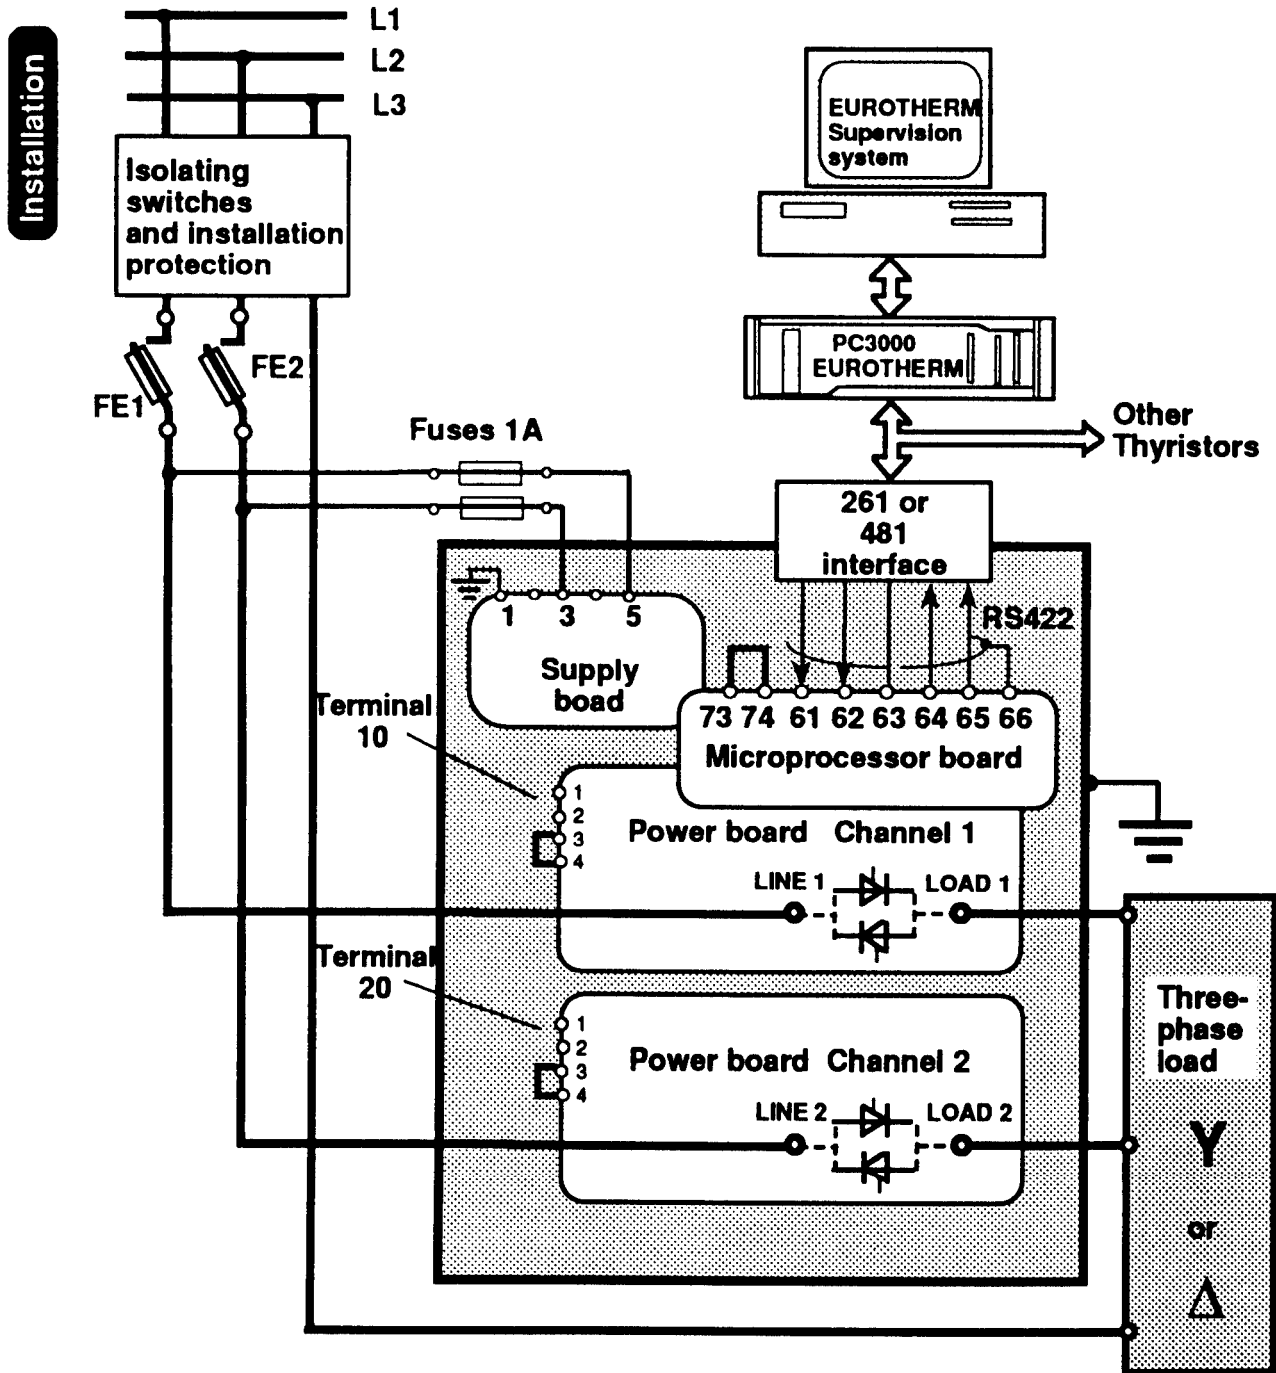 Installation
L1
L2
L3
Isolating
switches
and installation
protection
EUROTHERM
Supervision
system
PC3000
EUROTHERM
FE1
FE2
Fuses 1A
Other
Thyristors
261 or
481
interface
RS422
1 3 5
Supply
boad
73 74 61 62 63 64 65 66
Microprocessor board
Terminal
10
1
2
3
4
Power board Channel 1
LINE 1
LOAD 1
Terminal
20
1
2
3
4
Power board Channel 2
LINE 2
LOAD 2
Three-
phase
load
Y
or
Δ